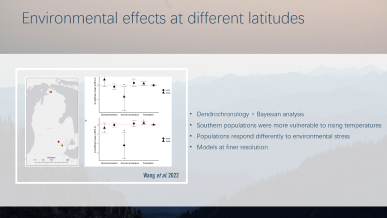 Environmental effects at different latitudes
• Dendrochronology + Bayesian analysis
• Southern populations were more vulnerable to rising temperatures
• Populations respond differently to environmental stress
• Models at finer resolution
Wang et al 2023